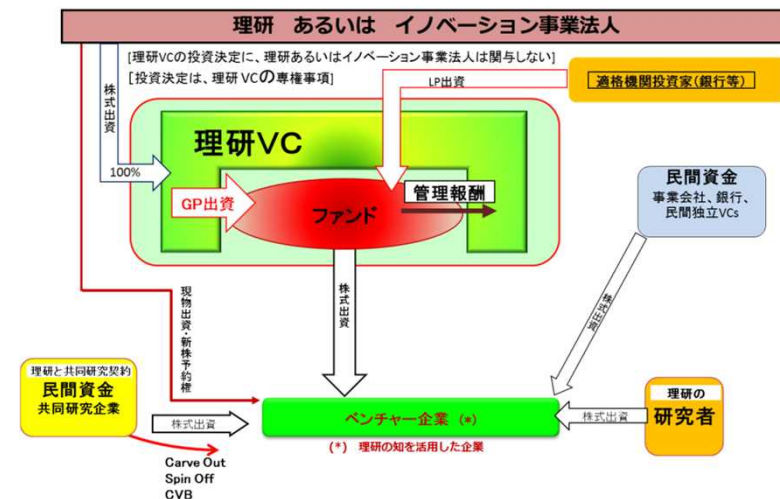 理研 あるいは イノベーション事業法人
[理研VCの投資決定に、理研あるいはイノベーション事業法人は関与しない]
[投資決定は、理研VCの専権事項]
株式出資
100%
LP出資
適格機関投資家(銀行等)
理研VC
GP出資
ファンド
管理報酬
民間資金
事業会社、銀行、
民間独立VCs
株式出資
株式出資
現物出資・新株予約権
理研と共同研究契約
民間資金
共同研究企業
株式出資
ベンチャー企業 (*)
(*) 理研の知を活用した企業
株式出資
理研の
研究者
Carve Out
Spin Off
CVB